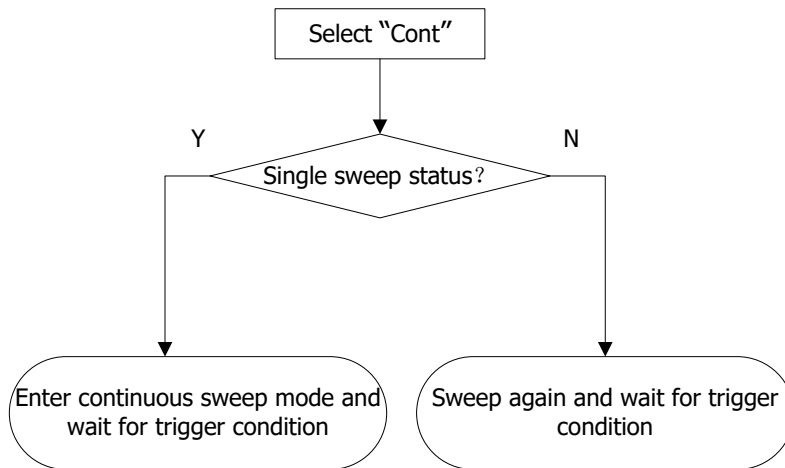 Select “Cont”
Y
N
Single sweep status？
Enter continuous sweep mode and
wait for trigger condition
Sweep again and wait for trigger
condition